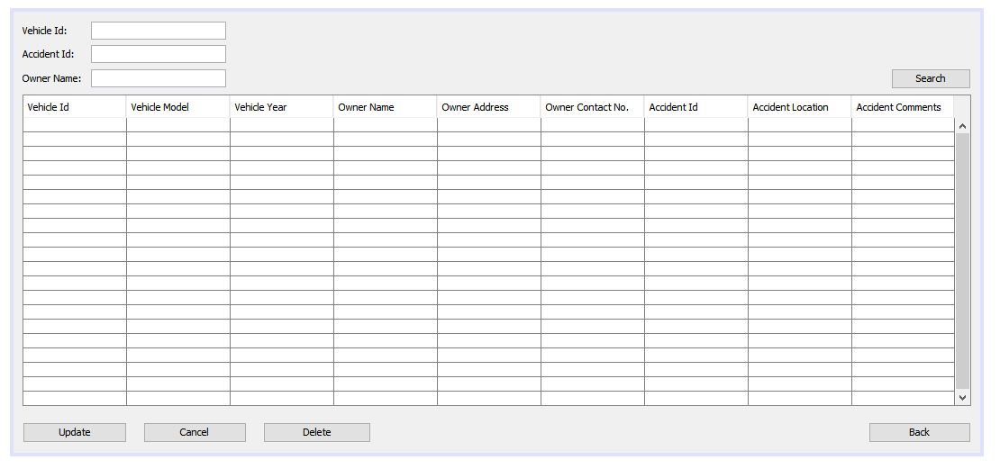 Vehicle Id:
Accident Id:
Owner Name:
Search
Vehicle Id Vehicle Model Vehicle Year Owner Name Owner Address Owner Contact No. Accident Id Accident Location Accident Comments
Update Cancel Delete Back